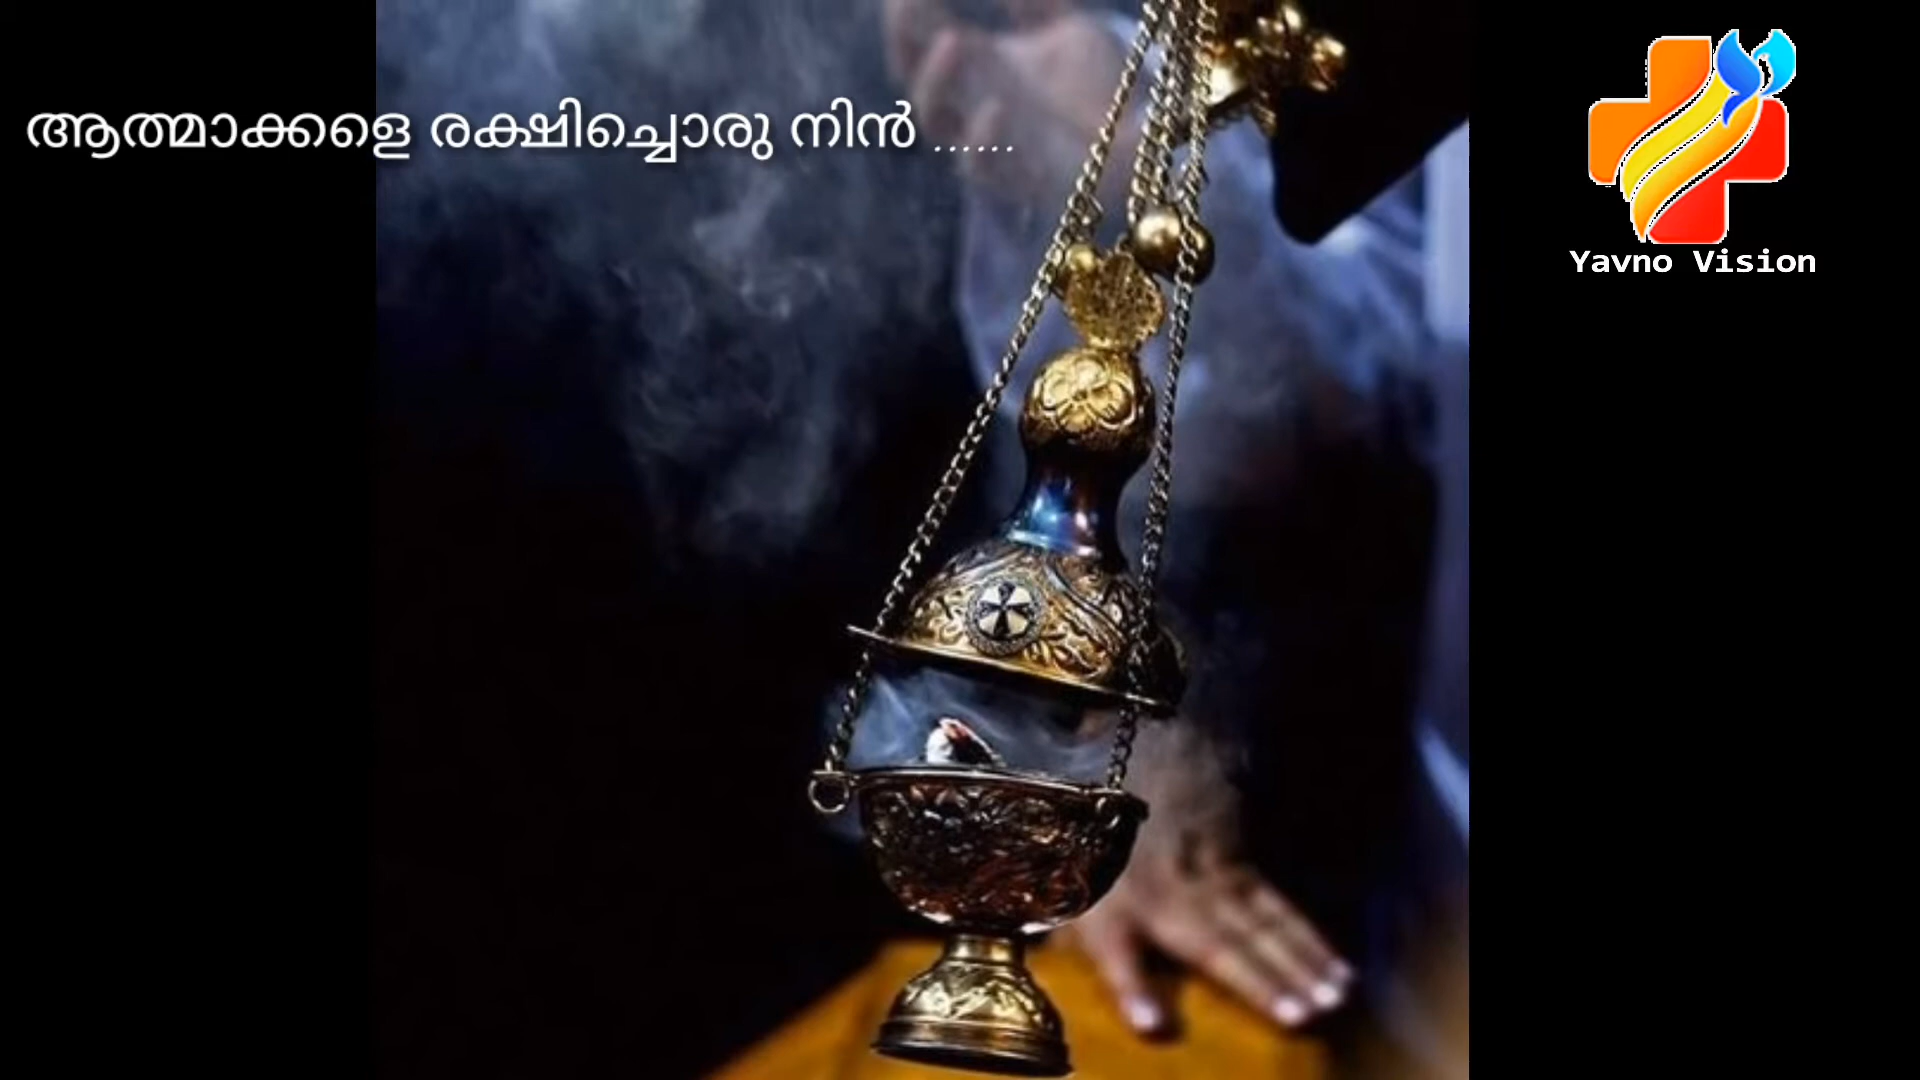 ആത്മാക്കളെ രക്ഷിച്ചൊരു നിൻ ......
Yavno Vision